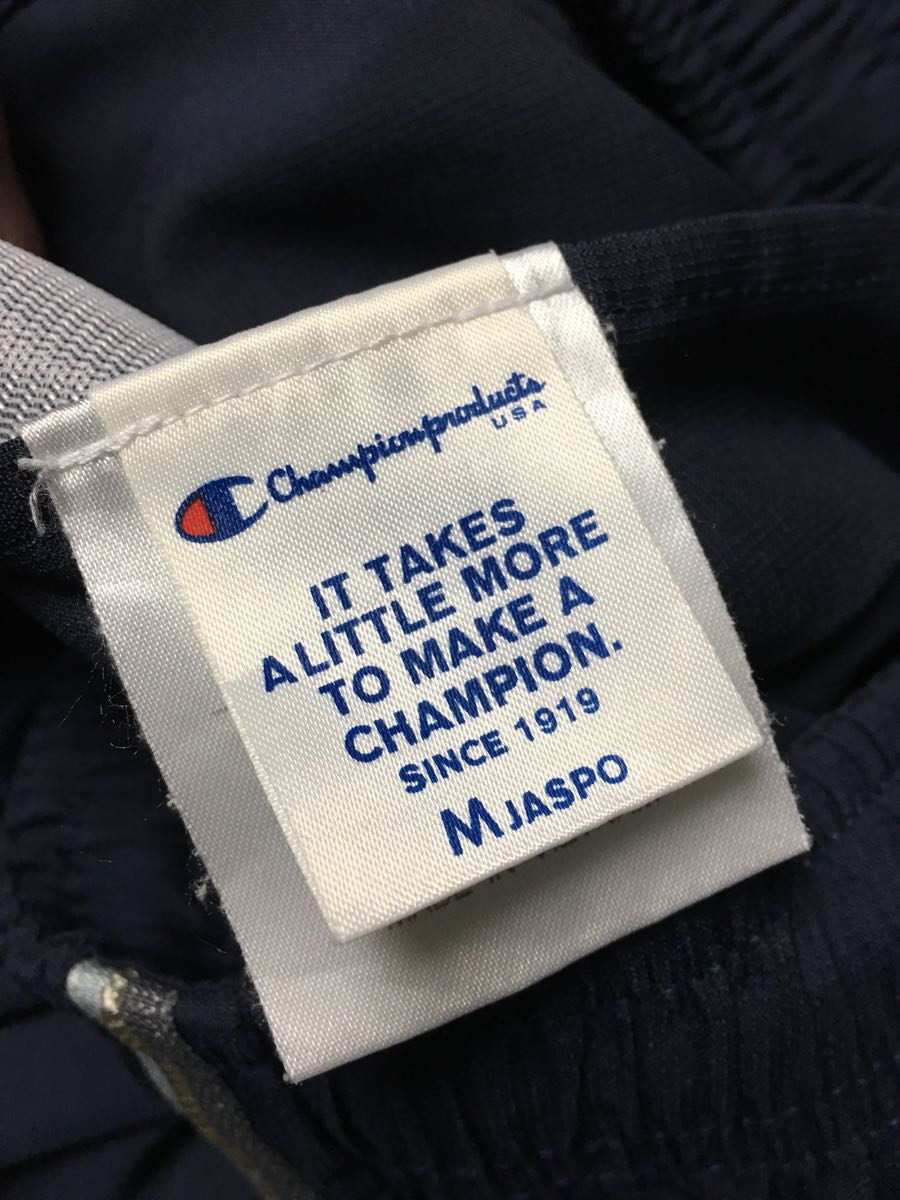 Championproducts
USA
IT TAKES
A LITTLE MORE
TO MAKE A
CHAMPION.
SINCE 1919
M JASPO